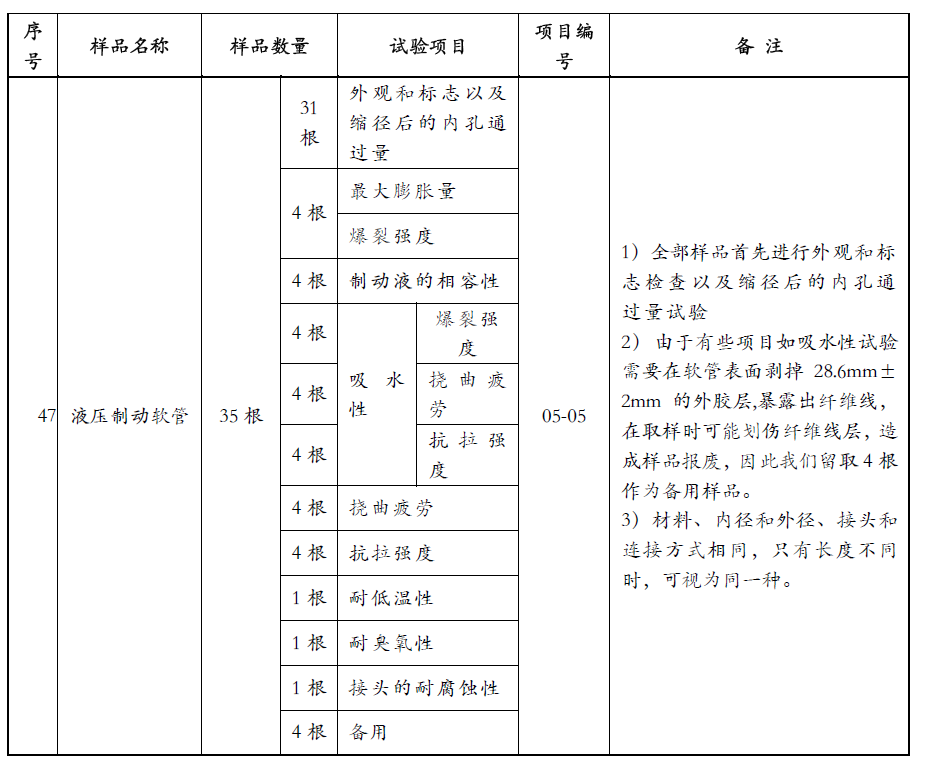 序
号
样品名称
样品数量
试验项目
项目编
号
备 注
47
液压制动软管
35 根
31
根
外观和标志以及
缩径后的内孔通
过量
4 根
最大膨胀量
爆裂强度
4 根
制动液的相容性
4 根
吸 水
性
爆裂强
度
4 根
挠曲疲
劳
4 根
抗拉强
度
4 根
挠曲疲劳
4 根
抗拉强度
1 根
耐低温性
1 根
耐臭氧性
1 根
接头的耐腐蚀性
4 根
备用
05-05
1）全部样品首先进行外观和标
志检查以及缩径后的内孔通
过量试验
2）由于有些项目如吸水性试验
需要在软管表面剥掉 28.6mm±
2mm 的外胶层,暴露出纤维线，
在取样时可能划伤纤维线层，造
成样品报废，因此我们留取 4 根
作为备用样品。
3）材料、内径和外径、接头和
连接方式相同，只有长度不同
时，可视为同一种。